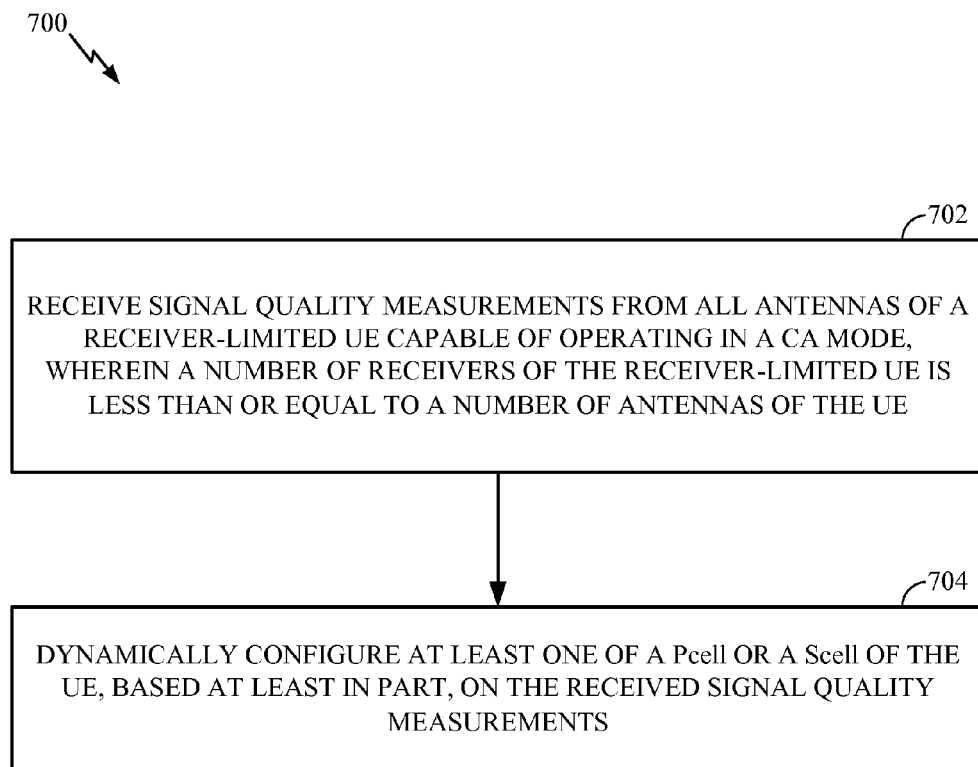 700
702
RECEIVE SIGNAL QUALITY MEASUREMENTS FROM ALL ANTENNAS OF A
RECEIVER-LIMITED UE CAPABLE OF OPERATING IN A CA MODE,
WHEREIN A NUMBER OF RECEIVERS OF THE RECEIVER-LIMITED UE IS
LESS THAN OR EQUAL TO A NUMBER OF ANTENNAS OF THE UE
704
DYNAMICALLY CONFIGURE AT LEAST ONE OF A Pcell OR A Scell OF THE
UE, BASED AT LEAST IN PART, ON THE RECEIVED SIGNAL QUALITY
MEASUREMENTS